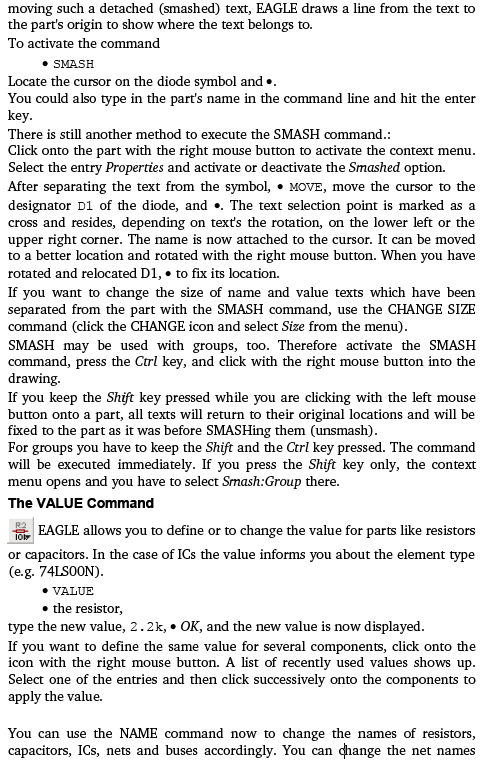 moving such a detached (smashed) text, EAGLE draws a line from the text to
the part's origin to show where the text belongs to.
To activate the command
• SMASH
Locate the cursor on the diode symbol and •.
You could also type in the part's name in the command line and hit the enter
key.
There is still another method to execute the SMASH command.:
Click onto the part with the right mouse button to activate the context menu.
Select the entry Properties and activate or deactivate the Smashed option.
After separating the text from the symbol, • MOVE, move the cursor to the
designator D1 of the diode, and •. The text selection point is marked as a
cross and resides, depending on text's the rotation, on the lower left or the
upper right corner. The name is now attached to the cursor. It can be moved
to a better location and rotated with the right mouse button. When you have
rotated and relocated D1, • to fix its location.
If you want to change the size of name and value texts which have been
separated from the part with the SMASH command, use the CHANGE SIZE
command (click the CHANGE icon and select Size from the menu).
SMASH may be used with groups, too. Therefore activate the SMASH
command, press the Ctrl key, and click with the right mouse button into the
drawing.
If you keep the Shift key pressed while you are clicking with the left mouse
button onto a part, all texts will return to their original locations and will be
fixed to the part as it was before SMASHing them (unsmash).
For groups you have to keep the Shift and the Ctrl key pressed. The command
will be executed immediately. If you press the Shift key only, the context
menu opens and you have to select Smash:Group there.
The VALUE Command
R2
10k
EAGLE allows you to define or to change the value for parts like resistors
or capacitors. In the case of ICs the value informs you about the element type
(e.g. 74LS00N).
• VALUE
• the resistor,
type the new value, 2.2k, • OK, and the new value is now displayed.
If you want to define the same value for several components, click onto the
icon with the right mouse button. A list of recently used values shows up.
Select one of the entries and then click successively onto the components to
apply the value.
You can use the NAME command now to change the names of resistors,
capacitors, ICs, nets and buses accordingly. You can change the net names